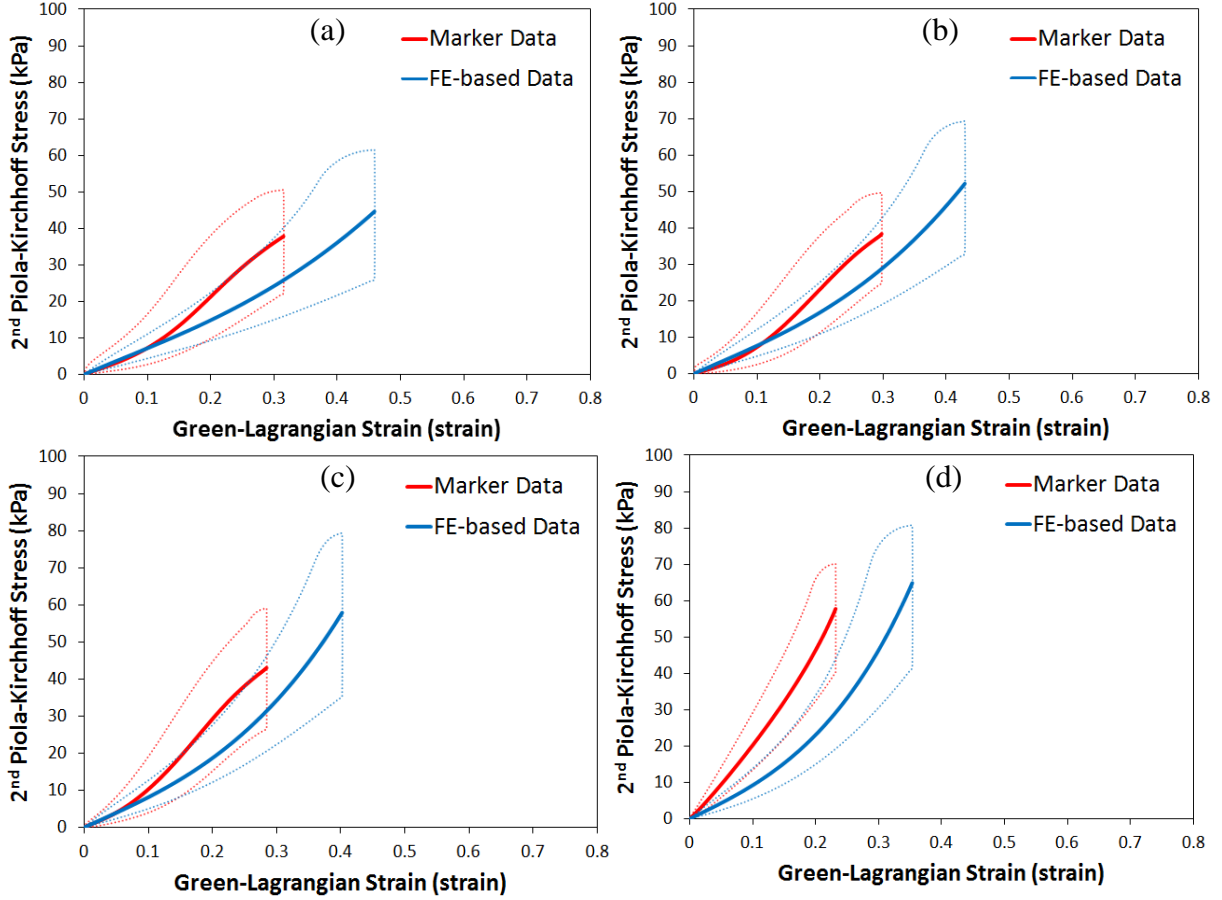 (a)
Marker Data
FE-based Data
2nd Piola-Kirchhoff Stress (kPa)
100
90
80
70
60
50
40
30
20
10
0
0 0.1 0.2 0.3 0.4 0.5 0.6 0.7 0.8
Green-Lagrangian Strain (strain)
(b)
Marker Data
FE-based Data
2nd Piola-Kirchhoff Stress (kPa)
100
90
80
70
60
50
40
30
20
10
0
0 0.1 0.2 0.3 0.4 0.5 0.6 0.7 0.8
Green-Lagrangian Strain (strain)
(c)
Marker Data
FE-based Data
2nd Piola-Kirchhoff Stress (kPa)
100
90
80
70
60
50
40
30
20
10
0
0 0.1 0.2 0.3 0.4 0.5 0.6 0.7 0.8
Green-Lagrangian Strain (strain)
(d)
Marker Data
FE-based Data
2nd Piola-Kirchhoff Stress (kPa)
100
90
80
70
60
50
40
30
20
10
0
0 0.1 0.2 0.3 0.4 0.5 0.6 0.7 0.8
Green-Lagrangian Strain (strain)